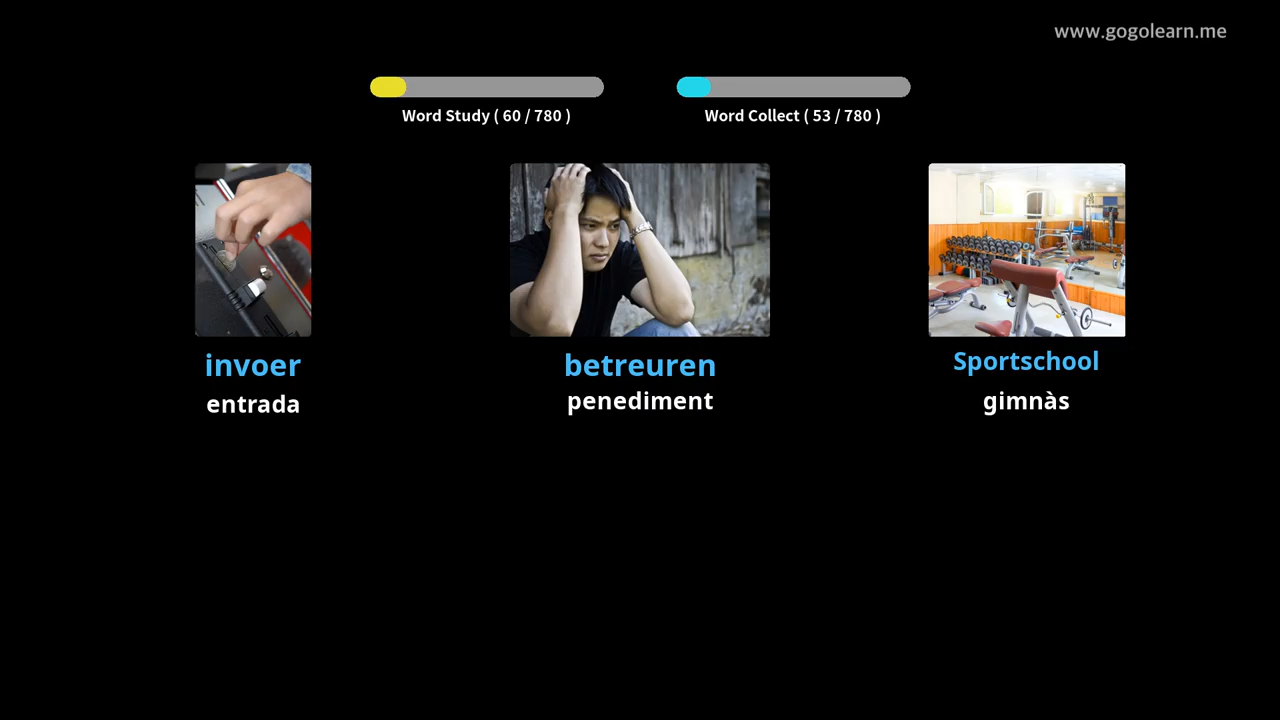 www.gogolearn.me
Word Study ( 60 / 780 )
Word Collect ( 53 / 780 )
invoer
entrada
betreuren
penediment
Sportschool
gimnàs